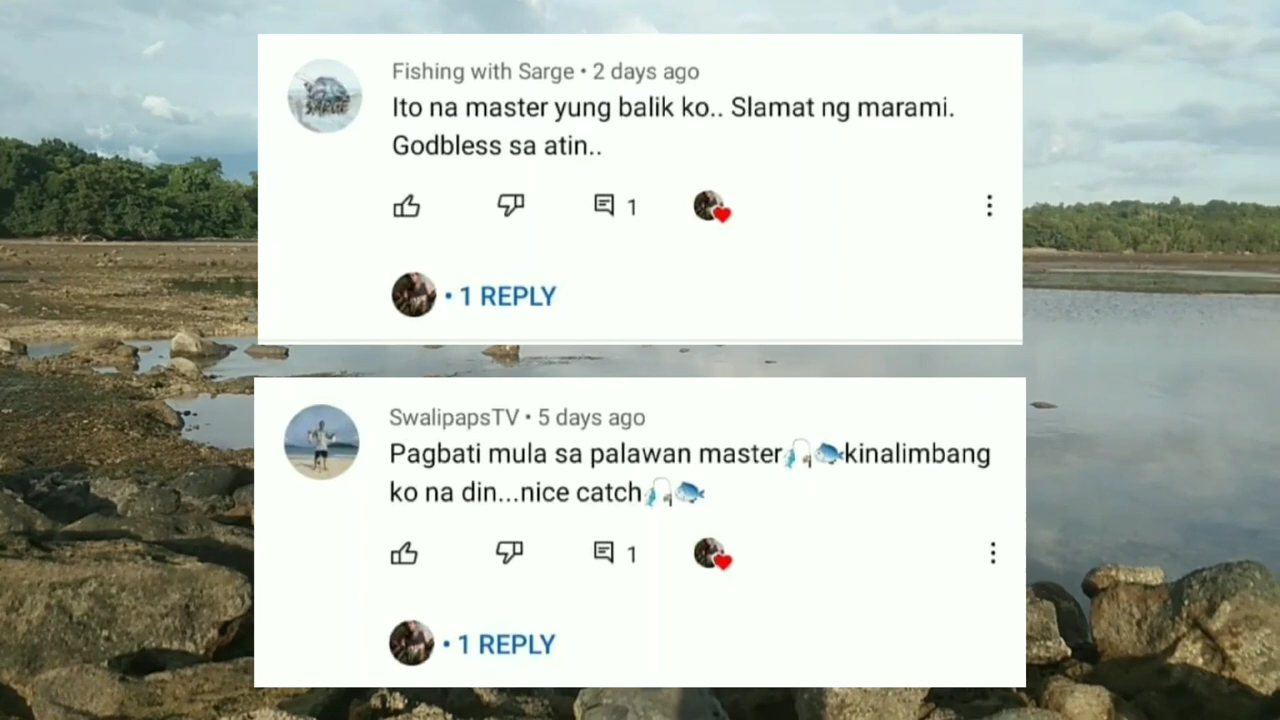 Fishing with Sarge • 2 days ago
Ito na master yung balik ko.. Slamat ng marami.
Godbless sa atin..
1
• 1 REPLY
SwalipapsTV • 5 days ago
Pagbati mula sa palawan master🎣🐟kinalimbang
ko na din...nice catch🎣🐟
1
• 1 REPLY